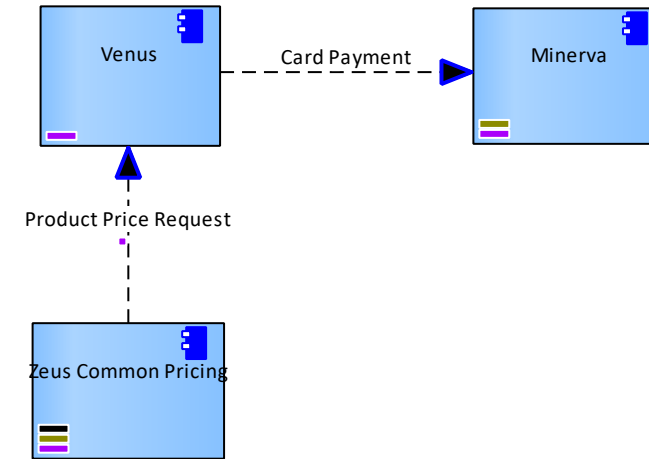 Venus
Card Payment
Minerva
Product Price Request
Zeus Common Pricing